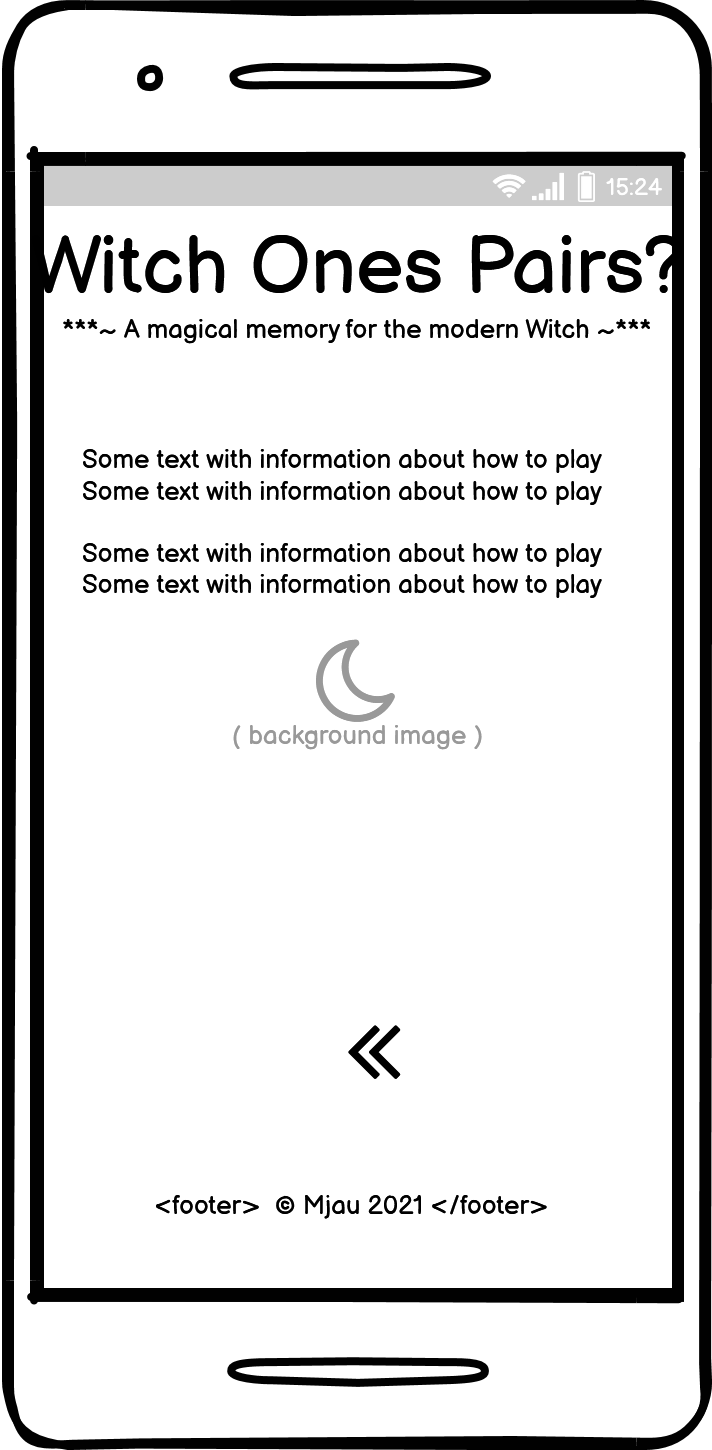 15:24
Witch Ones Pairs?
***~ A magical memory for the modern Witch ~***
Some text with information about how to play
Some text with information about how to play
Some text with information about how to play
Some text with information about how to play
( background image )
<footer>  © Mjau 2021 </footer>